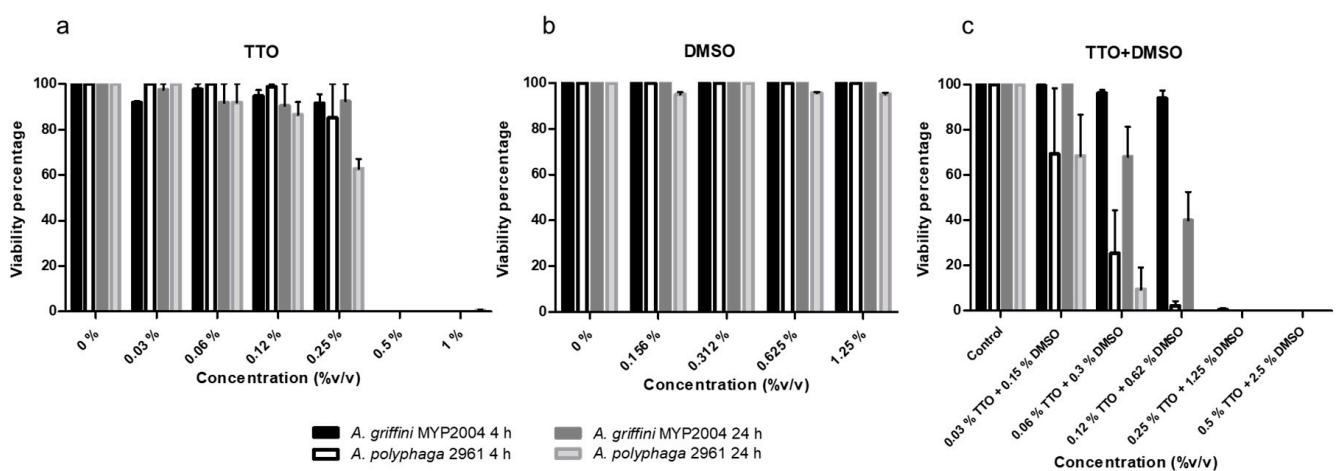 a
TTO
Viability percentage
100
80
60
40
20
0
0 %
0.03 %
0.06 %
0.12 %
0.25 %
0.5 %
1 %
Concentration (%v/v)
b
DMSO
Viability percentage
100
80
60
40
20
0
0 %
0.156 %
0.312 %
0.625 %
1.25 %
Concentration (%v/v)
c
TTO+DMSO
Viability percentage
100
80
60
40
20
0
Control
0.03 % TTO + 0.15 % DMSO
0.06 % TTO + 0.3 % DMSO
0.12 % TTO + 0.62 % DMSO
0.25 % TTO + 1.25 % DMSO
0.5 % TTO + 2.5 % DMSO
Concentration (%v/v)
A. griffini MYP2004 4 h
A. polyphaga 2961 4 h
A. griffini MYP2004 24 h
A. polyphaga 2961 24 h